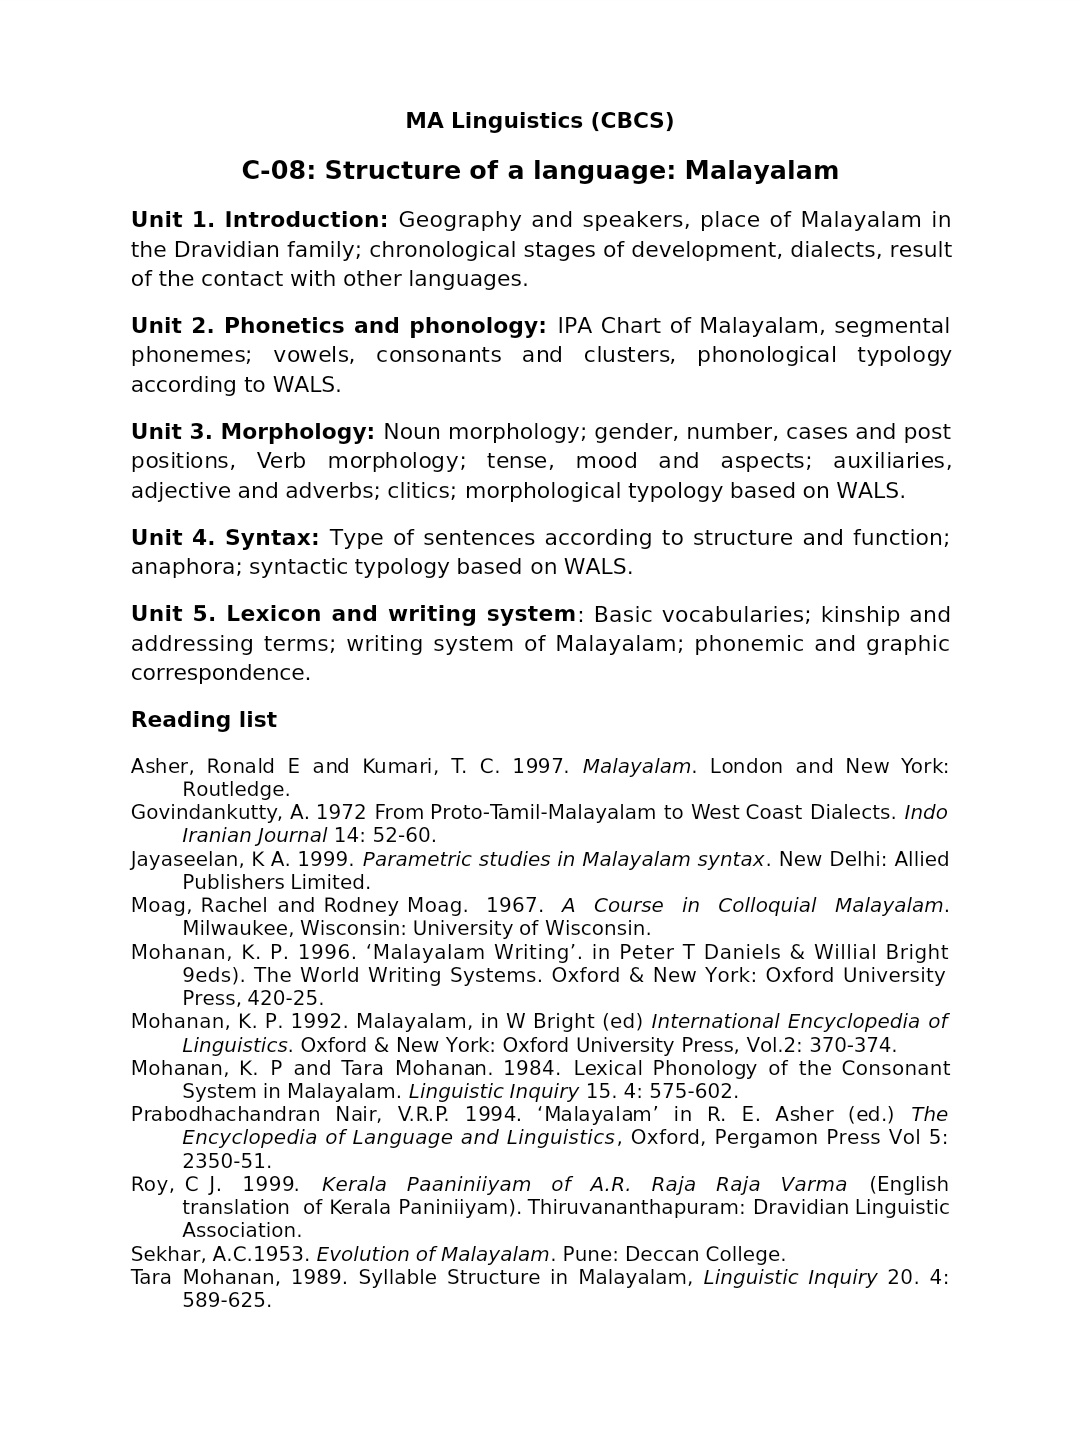 MA Linguistics (CBCS)
C-08: Structure of a language: Malayalam
Unit 1. Introduction: Geography and speakers, place of Malayalam in
the Dravidian family; chronological stages of development, dialects, result
of the contact with other languages.
Unit 2. Phonetics and phonology: IPA Chart of Malayalam, segmental
phonemes; vowels, consonants and clusters, phonological typology
according to WALS.
Unit 3. Morphology: Noun morphology; gender, number, cases and post
positions, Verb morphology; tense, mood and aspects; auxiliaries,
adjective and adverbs; clitics; morphological typology based on WALS.
Unit 4. Syntax: Type of sentences according to structure and function;
anaphora; syntactic typology based on WALS.
Unit 5. Lexicon and writing system: Basic vocabularies; kinship and
addressing terms; writing system of Malayalam; phonemic and graphic
correspondence.
Reading list
Asher, Ronald E and Kumari, T. C. 1997. Malayalam. London and New York:
Routledge.
Govindankutty, A. 1972 From Proto-Tamil-Malayalam to West Coast Dialects. Indo
Iranian Journal 14: 52-60.
Jayaseelan, K A. 1999. Parametric studies in Malayalam syntax. New Delhi: Allied
Publishers Limited.
Moag, Rachel and Rodney Moag. 1967. A Course in Colloquial Malayalam.
Milwaukee, Wisconsin: University of Wisconsin.
Mohanan, K. P. 1996. ‘Malayalam Writing’. in Peter T Daniels & Willial Bright
9eds). The World Writing Systems. Oxford & New York: Oxford University
Press, 420-25.
Mohanan, K. P. 1992. Malayalam, in W Bright (ed) International Encyclopedia of
Linguistics. Oxford & New York: Oxford University Press, Vol.2: 370-374.
Mohanan, K. P and Tara Mohanan. 1984. Lexical Phonology of the Consonant
System in Malayalam. Linguistic Inquiry 15. 4: 575-602.
Prabodhachandran Nair, V.R.P. 1994. ‘Malayalam’ in R. E. Asher (ed.) The
Encyclopedia of Language and Linguistics, Oxford, Pergamon Press Vol 5:
2350-51.
Roy, C J. 1999. Kerala Paaniniiyam of A.R. Raja Raja Varma (English
translation of Kerala Paniniiyam). Thiruvananthapuram: Dravidian Linguistic
Association.
Sekhar, A.C.1953. Evolution of Malayalam. Pune: Deccan College.
Tara Mohanan, 1989. Syllable Structure in Malayalam, Linguistic Inquiry 20. 4:
589-625.